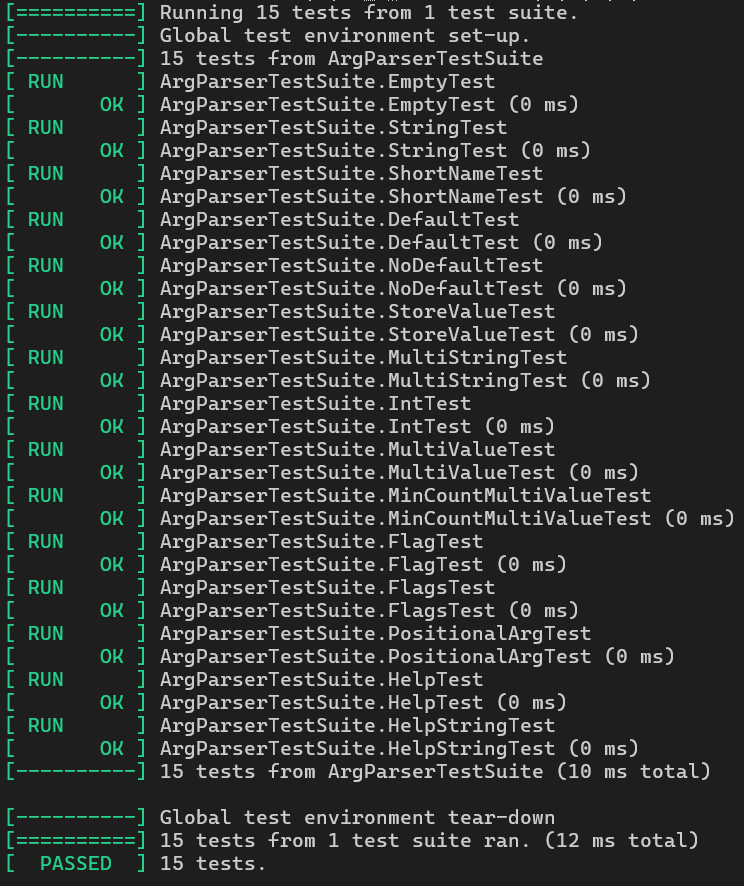 [==========] Running 15 tests from 1 test suite.
[----------] Global test environment set-up.
[----------] 15 tests from ArgParserTestSuite
[ RUN      ] ArgParserTestSuite.EmptyTest
[       OK ] ArgParserTestSuite.EmptyTest (0 ms)
[ RUN      ] ArgParserTestSuite.StringTest
[       OK ] ArgParserTestSuite.StringTest (0 ms)
[ RUN      ] ArgParserTestSuite.ShortNameTest
[       OK ] ArgParserTestSuite.ShortNameTest (0 ms)
[ RUN      ] ArgParserTestSuite.DefaultTest
[       OK ] ArgParserTestSuite.DefaultTest (0 ms)
[ RUN      ] ArgParserTestSuite.NoDefaultTest
[       OK ] ArgParserTestSuite.NoDefaultTest (0 ms)
[ RUN      ] ArgParserTestSuite.StoreValueTest
[       OK ] ArgParserTestSuite.StoreValueTest (0 ms)
[ RUN      ] ArgParserTestSuite.MultiStringTest
[       OK ] ArgParserTestSuite.MultiStringTest (0 ms)
[ RUN      ] ArgParserTestSuite.IntTest
[       OK ] ArgParserTestSuite.IntTest (0 ms)
[ RUN      ] ArgParserTestSuite.MultiValueTest
[       OK ] ArgParserTestSuite.MultiValueTest (0 ms)
[ RUN      ] ArgParserTestSuite.MinCountMultiValueTest
[       OK ] ArgParserTestSuite.MinCountMultiValueTest (0 ms)
[ RUN      ] ArgParserTestSuite.FlagTest
[       OK ] ArgParserTestSuite.FlagTest (0 ms)
[ RUN      ] ArgParserTestSuite.FlagsTest
[       OK ] ArgParserTestSuite.FlagsTest (0 ms)
[ RUN      ] ArgParserTestSuite.PositionalArgTest
[       OK ] ArgParserTestSuite.PositionalArgTest (0 ms)
[ RUN      ] ArgParserTestSuite.HelpTest
[       OK ] ArgParserTestSuite.HelpTest (0 ms)
[ RUN      ] ArgParserTestSuite.HelpStringTest
[       OK ] ArgParserTestSuite.HelpStringTest (0 ms)
[----------] 15 tests from ArgParserTestSuite (10 ms total)
[----------] Global test environment tear-down
[==========] 15 tests from 1 test suite ran. (12 ms total)
[  PASSED  ] 15 tests.